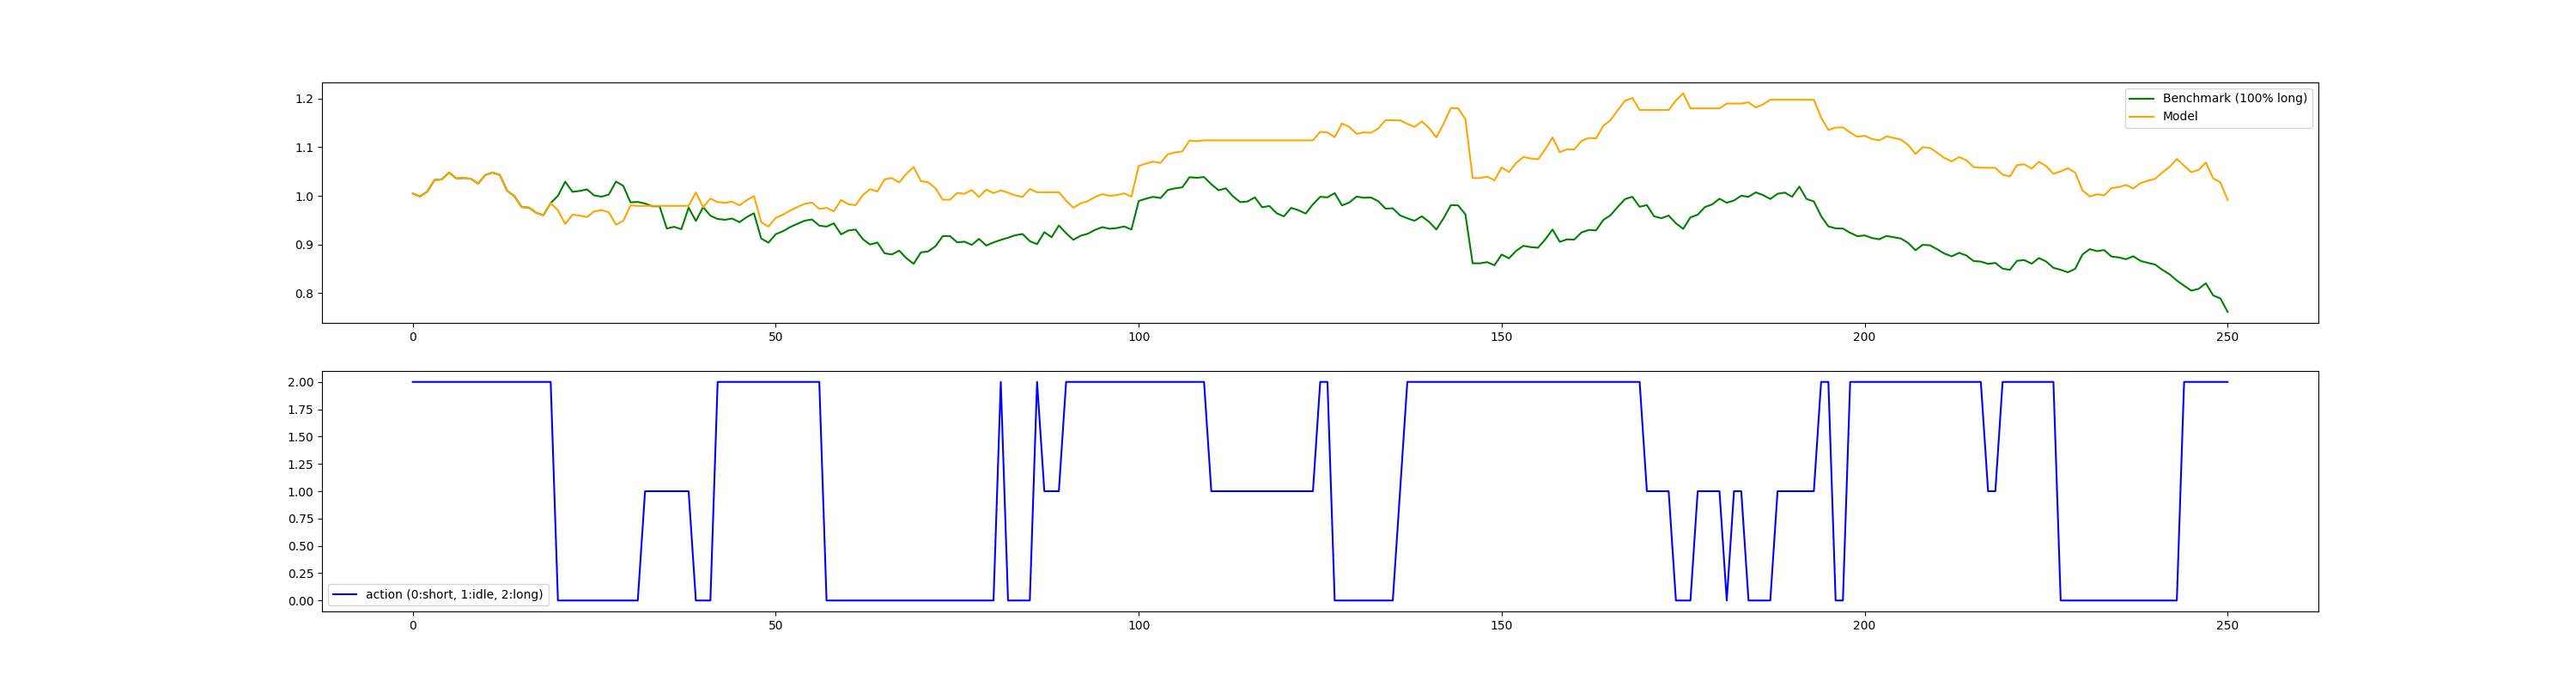 1.2
1.1
1.0
0.9
0.8
Benchmark (100% long)
Model
0 50 100 150 200 250
2.00
1.75
1.50
1.25
1.00
0.75
0.50
0.25
0.00
action (0:short, 1:idle, 2:long)
0 50 100 150 200 250